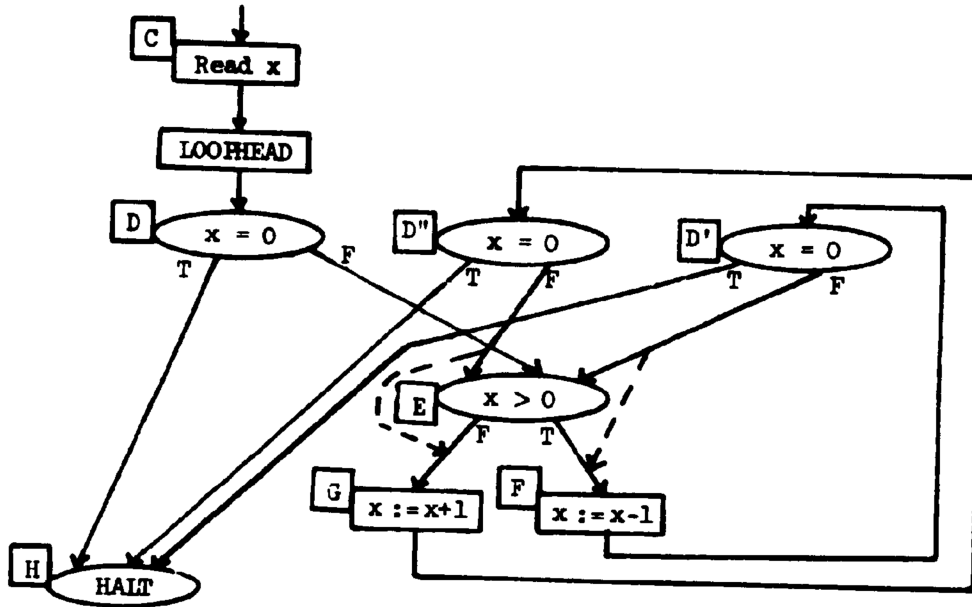 C
Read x
LOOPHEAD
D
x = 0
T
F
D"
x = 0
T
F
D'
x = 0
T
F
E
x > 0
F
T
G
x :=x+1
F
x :=x-1
H
HALT